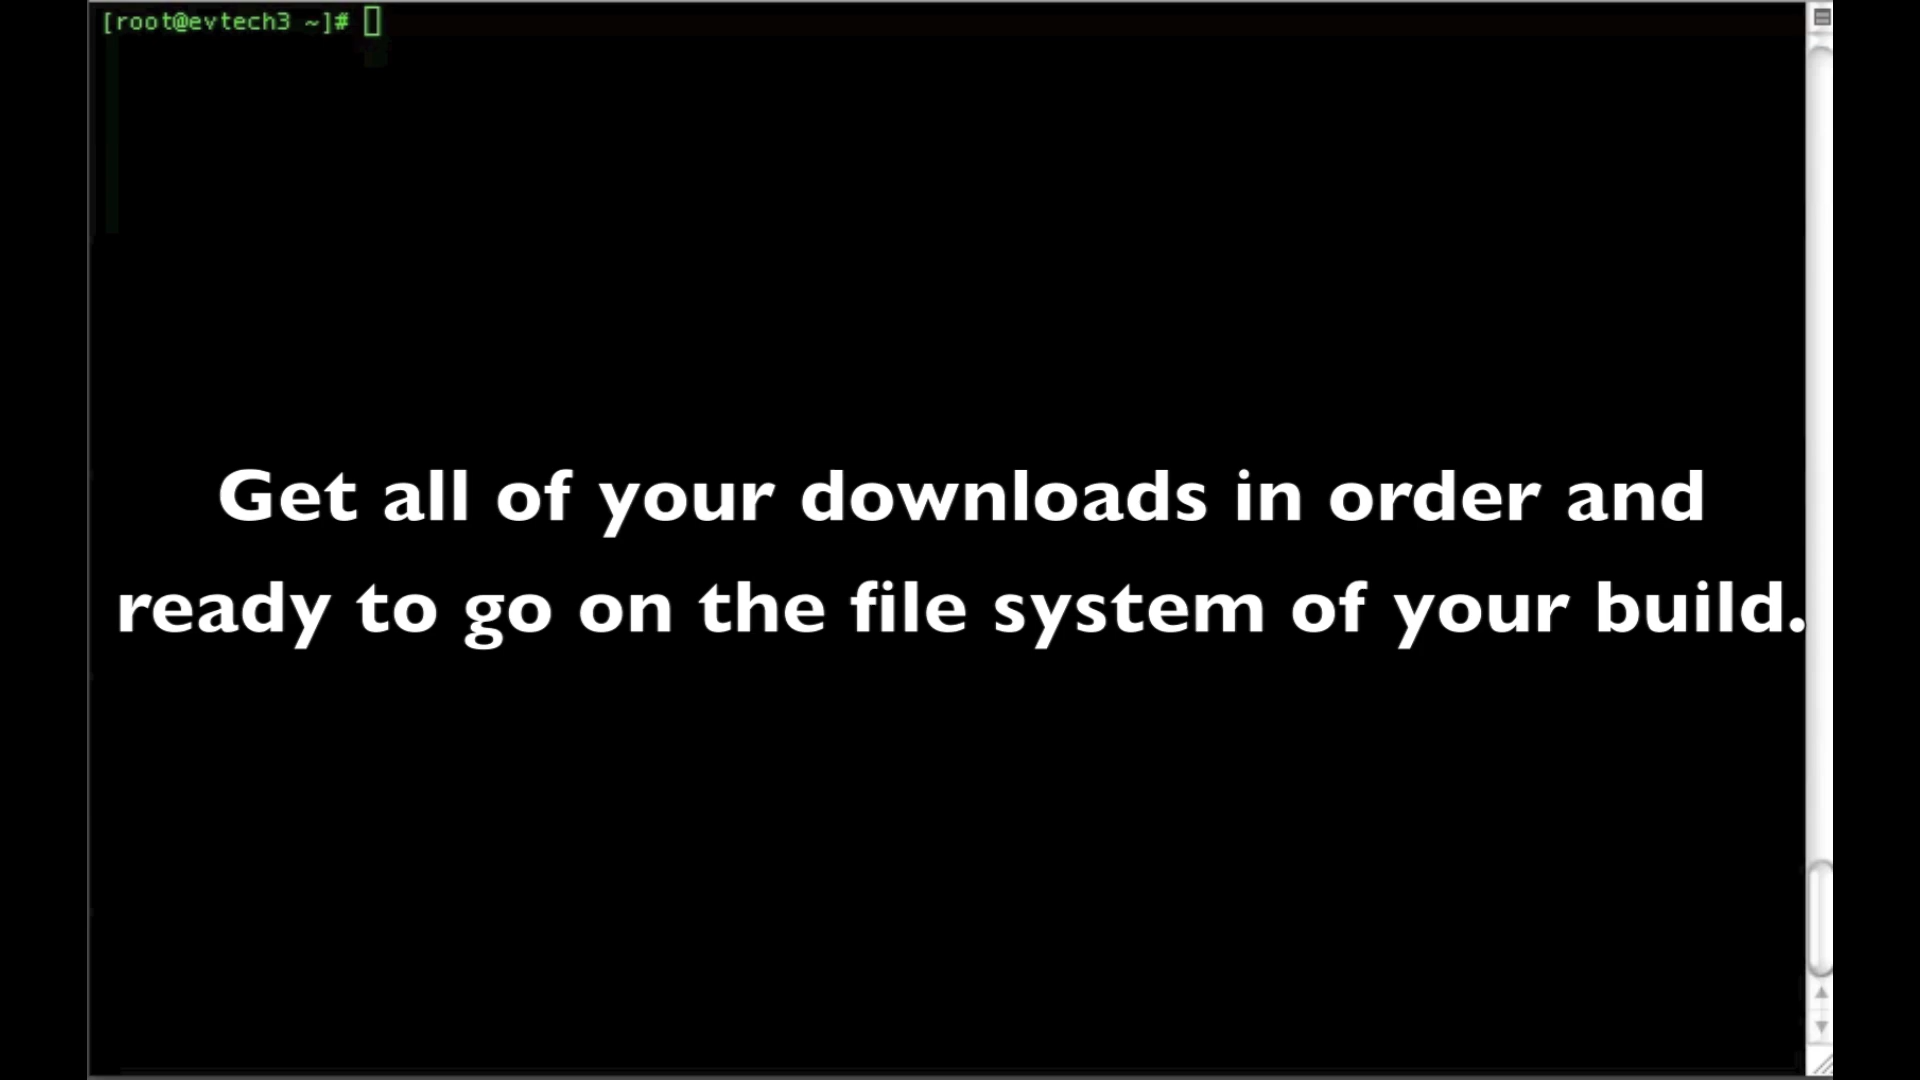 [root@evtech3 ~]#
Get all of your downloads in order and
ready to go on the file system of your build.